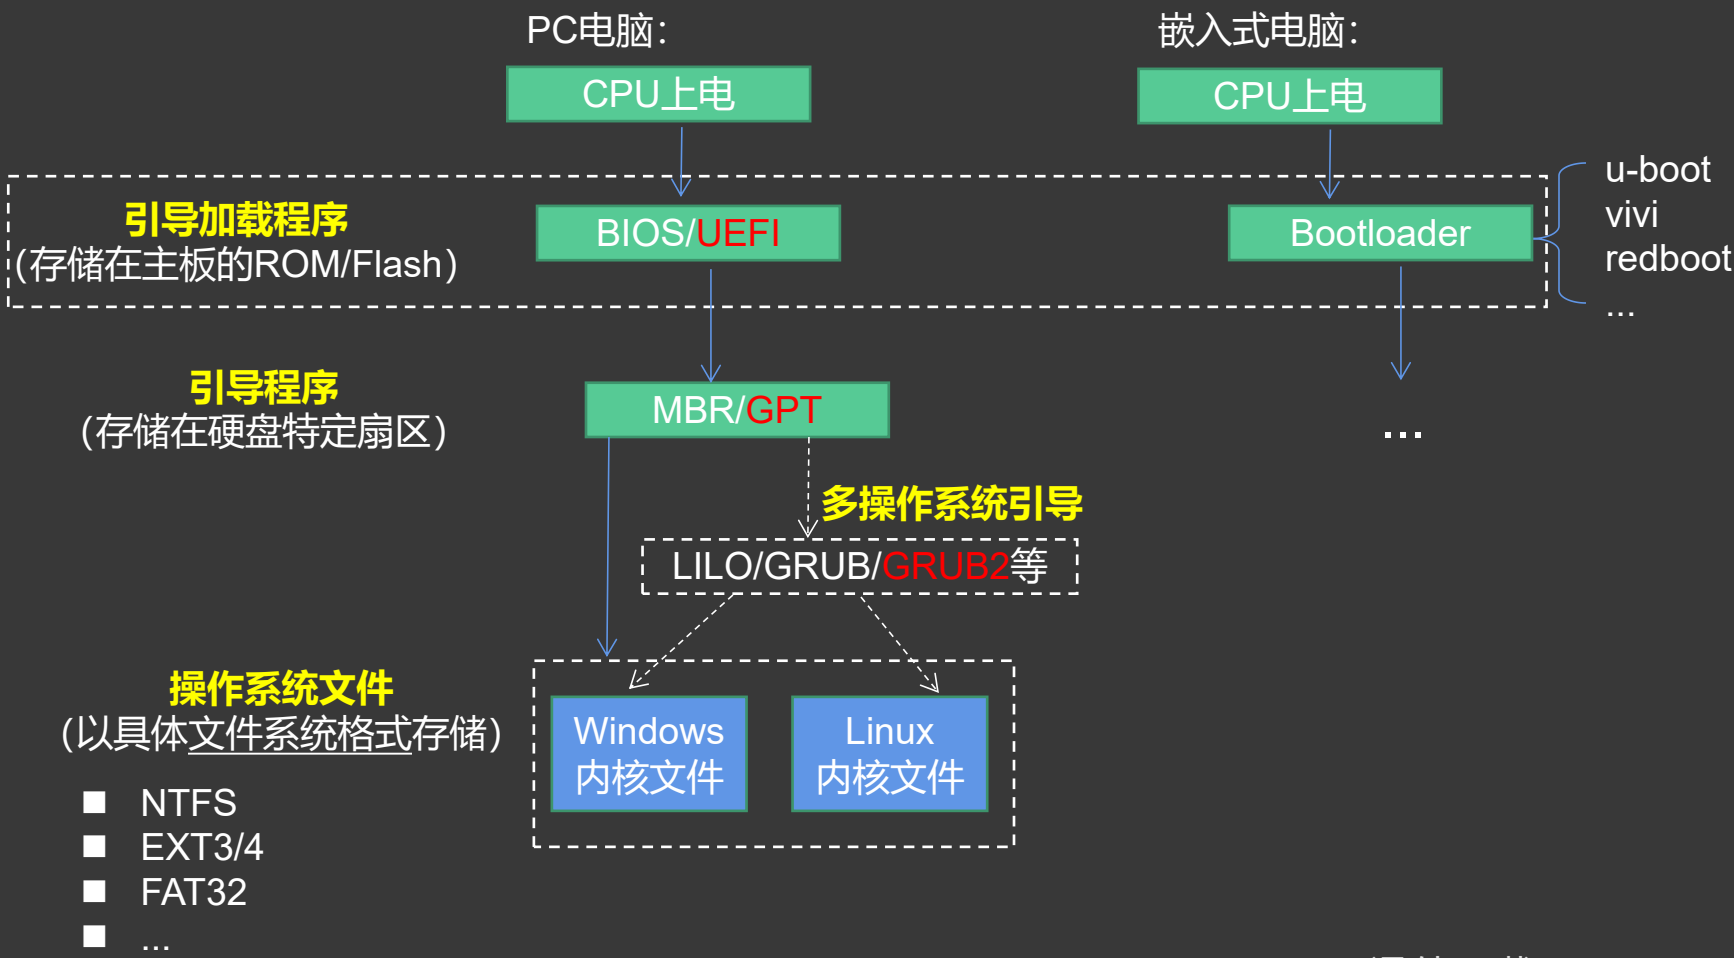 PC电脑：
嵌入式电脑：
CPU上电
CPU上电
引导加载程序
（存储在主板的ROM/Flash）
BIOS/UEFI
Bootloader
u-boot
vivi
redboot
...
引导程序
（存储在硬盘特定扇区）
MBR/GPT
...
多操作系统引导
LILO/GRUB/GRUB2等
操作系统文件
（以具体文件系统格式存储）
Windows
内核文件
Linux
内核文件
NTFS
EXT3/4
FAT32
...